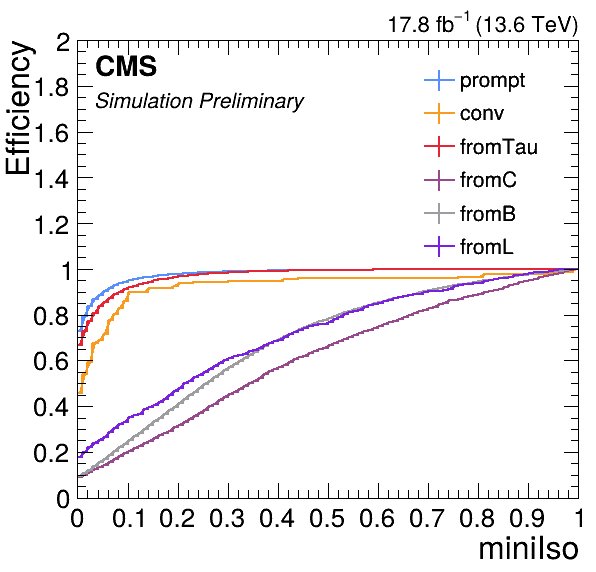 17.8 fb⁻¹ (13.6 TeV)
CMS
Simulation Preliminary
prompt
conv
fromTau
fromC
fromB
fromL
Efficiency
2
1.8
1.6
1.4
1.2
1
0.8
0.6
0.4
0.2
0
0 0.1 0.2 0.3 0.4 0.5 0.6 0.7 0.8 0.9 1
miniIso